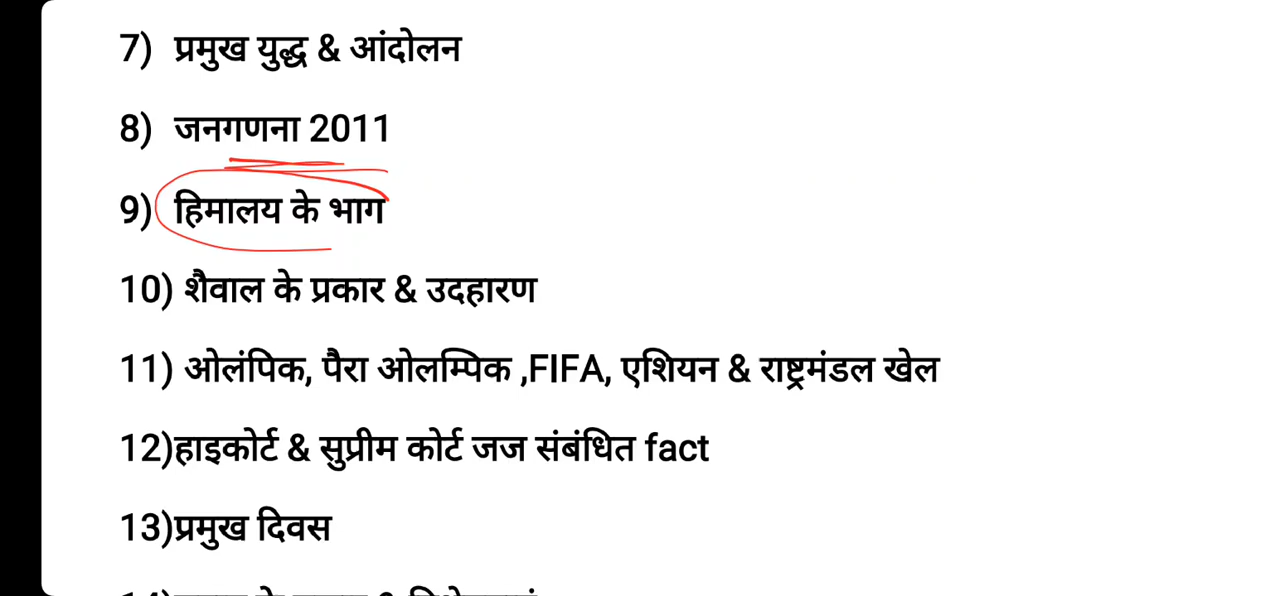 7) प्रमुख युद्ध & आंदोलन
8) जनगणना 2011
9) हिमालय के भाग
10) शैवाल के प्रकार & उदहारण
11) ओलंपिक, पैरा ओलम्पिक ,FIFA, एशियन & राष्ट्रमंडल खेल
12)हाइकोर्ट & सुप्रीम कोर्ट जज संबंधित fact
13)प्रमुख दिवस